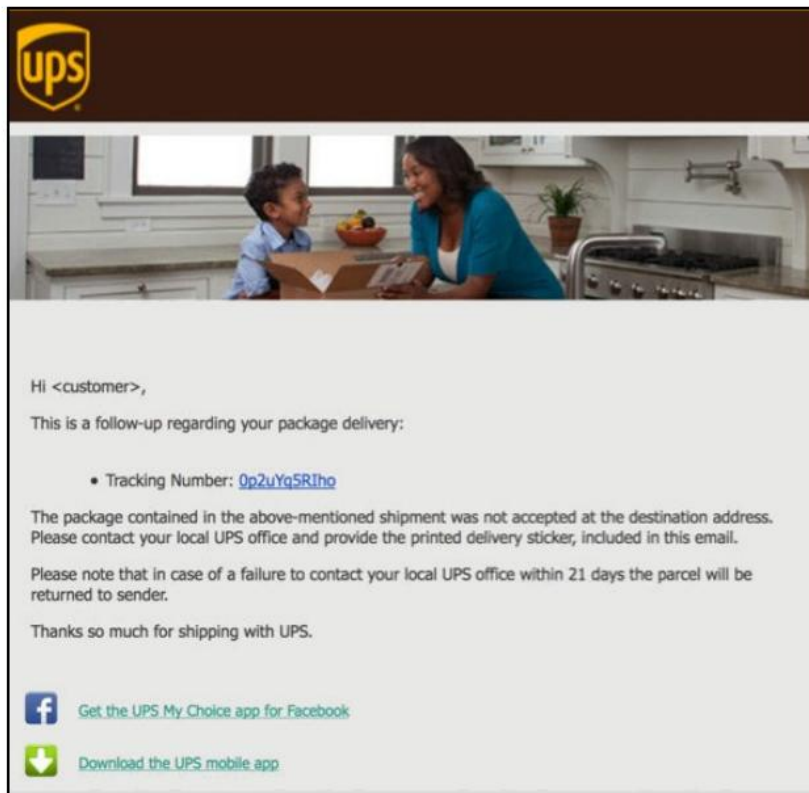 ups
Hi <customer>,
This is a follow-up regarding your package delivery:
• Tracking Number: 0p2uYq5RIho
The package contained in the above-mentioned shipment was not accepted at the destination address.
Please contact your local UPS office and provide the printed delivery sticker, included in this email.
Please note that in case of a failure to contact your local UPS office within 21 days the parcel will be
returned to sender.
Thanks so much for shipping with UPS.
Get the UPS My Choice app for Facebook
Download the UPS mobile app